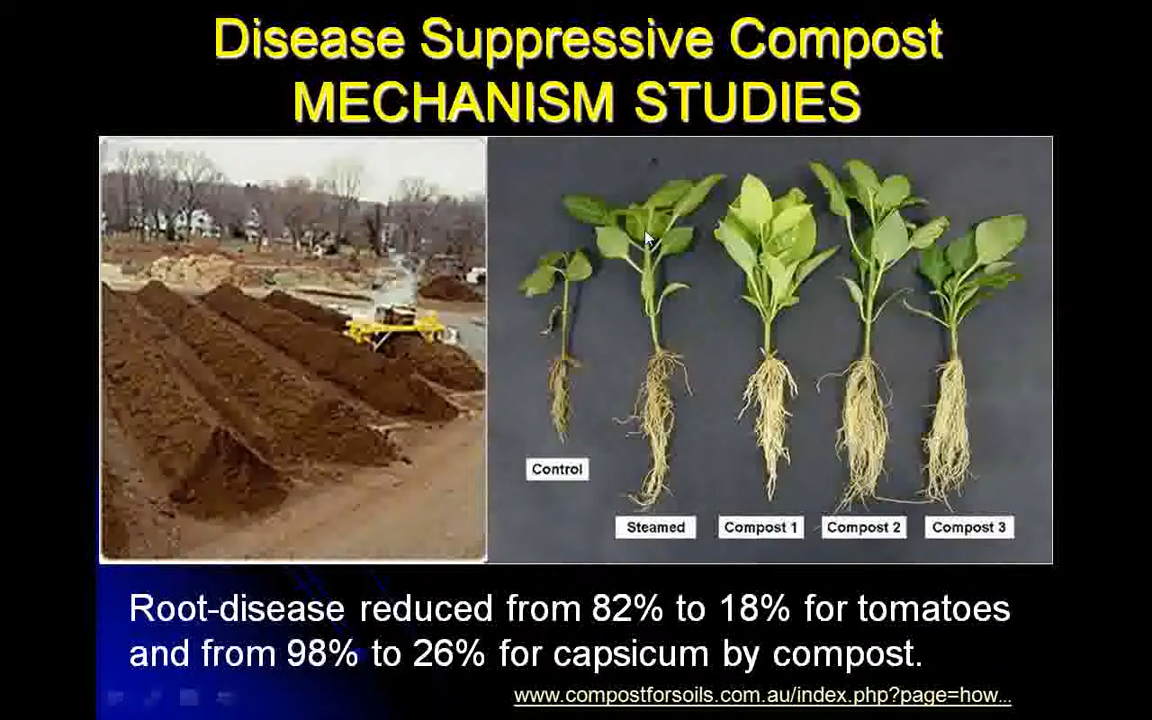 Disease Suppressive Compost
MECHANISM STUDIES
Control
Steamed
Compost 1
Compost 2
Compost 3
Root-disease reduced from 82% to 18% for tomatoes
and from 98% to 26% for capsicum by compost.
www.compostforsoils.com.au/index.php?page=how...